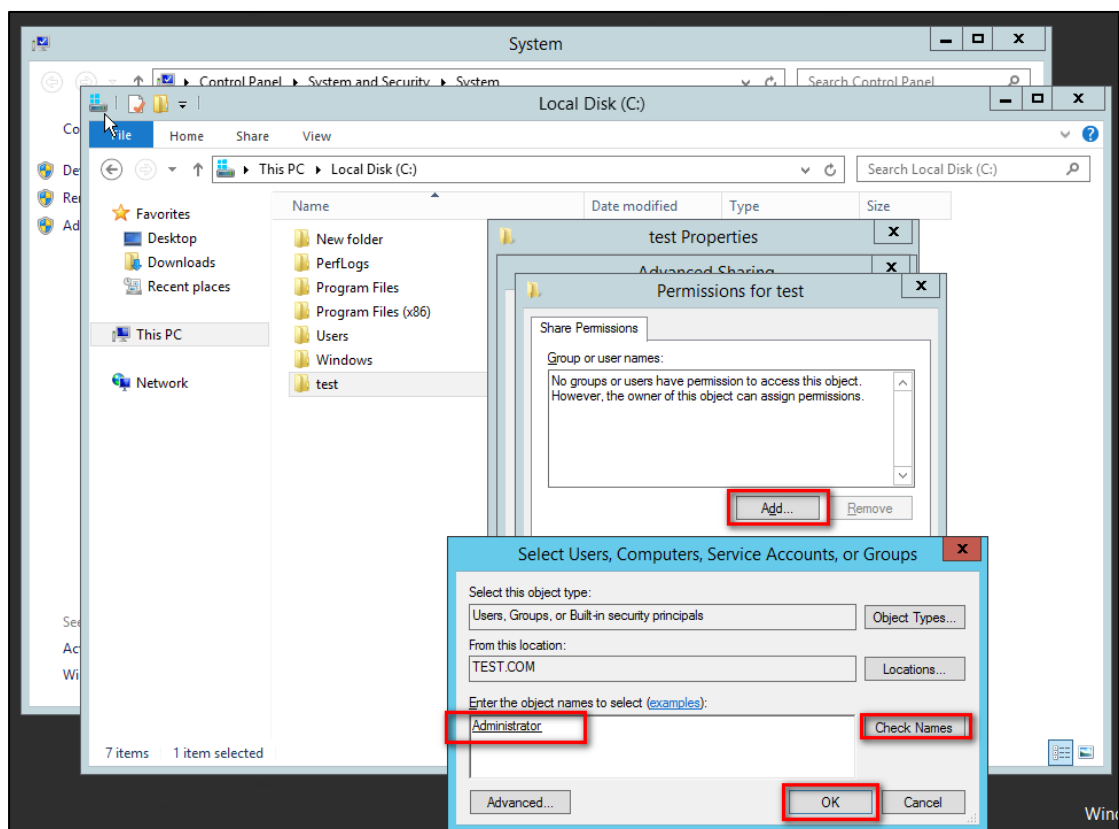 System
Control Panel ▸ System and Security ▸ System
Search Control Panel
Local Disk (C:)
File Home Share View
This PC ▸ Local Disk (C:)
Search Local Disk (C:)
Name Date modified Type Size
Favorites
Desktop
Downloads
Recent places
This PC
Network
New folder
PerfLogs
Program Files
Program Files (x86)
Users
Windows
test
test Properties
Advanced Sharing
Permissions for test
Share Permissions
Group or user names:
No groups or users have permission to access this object.
However, the owner of this object can assign permissions.
Add... Remove
Select Users, Computers, Service Accounts, or Groups
Select this object type:
Users, Groups, or Built-in security principals
Object Types...
From this location:
TEST.COM
Locations...
Enter the object names to select (examples):
Administrator
Check Names
Advanced... OK Cancel
7 items 1 item selected